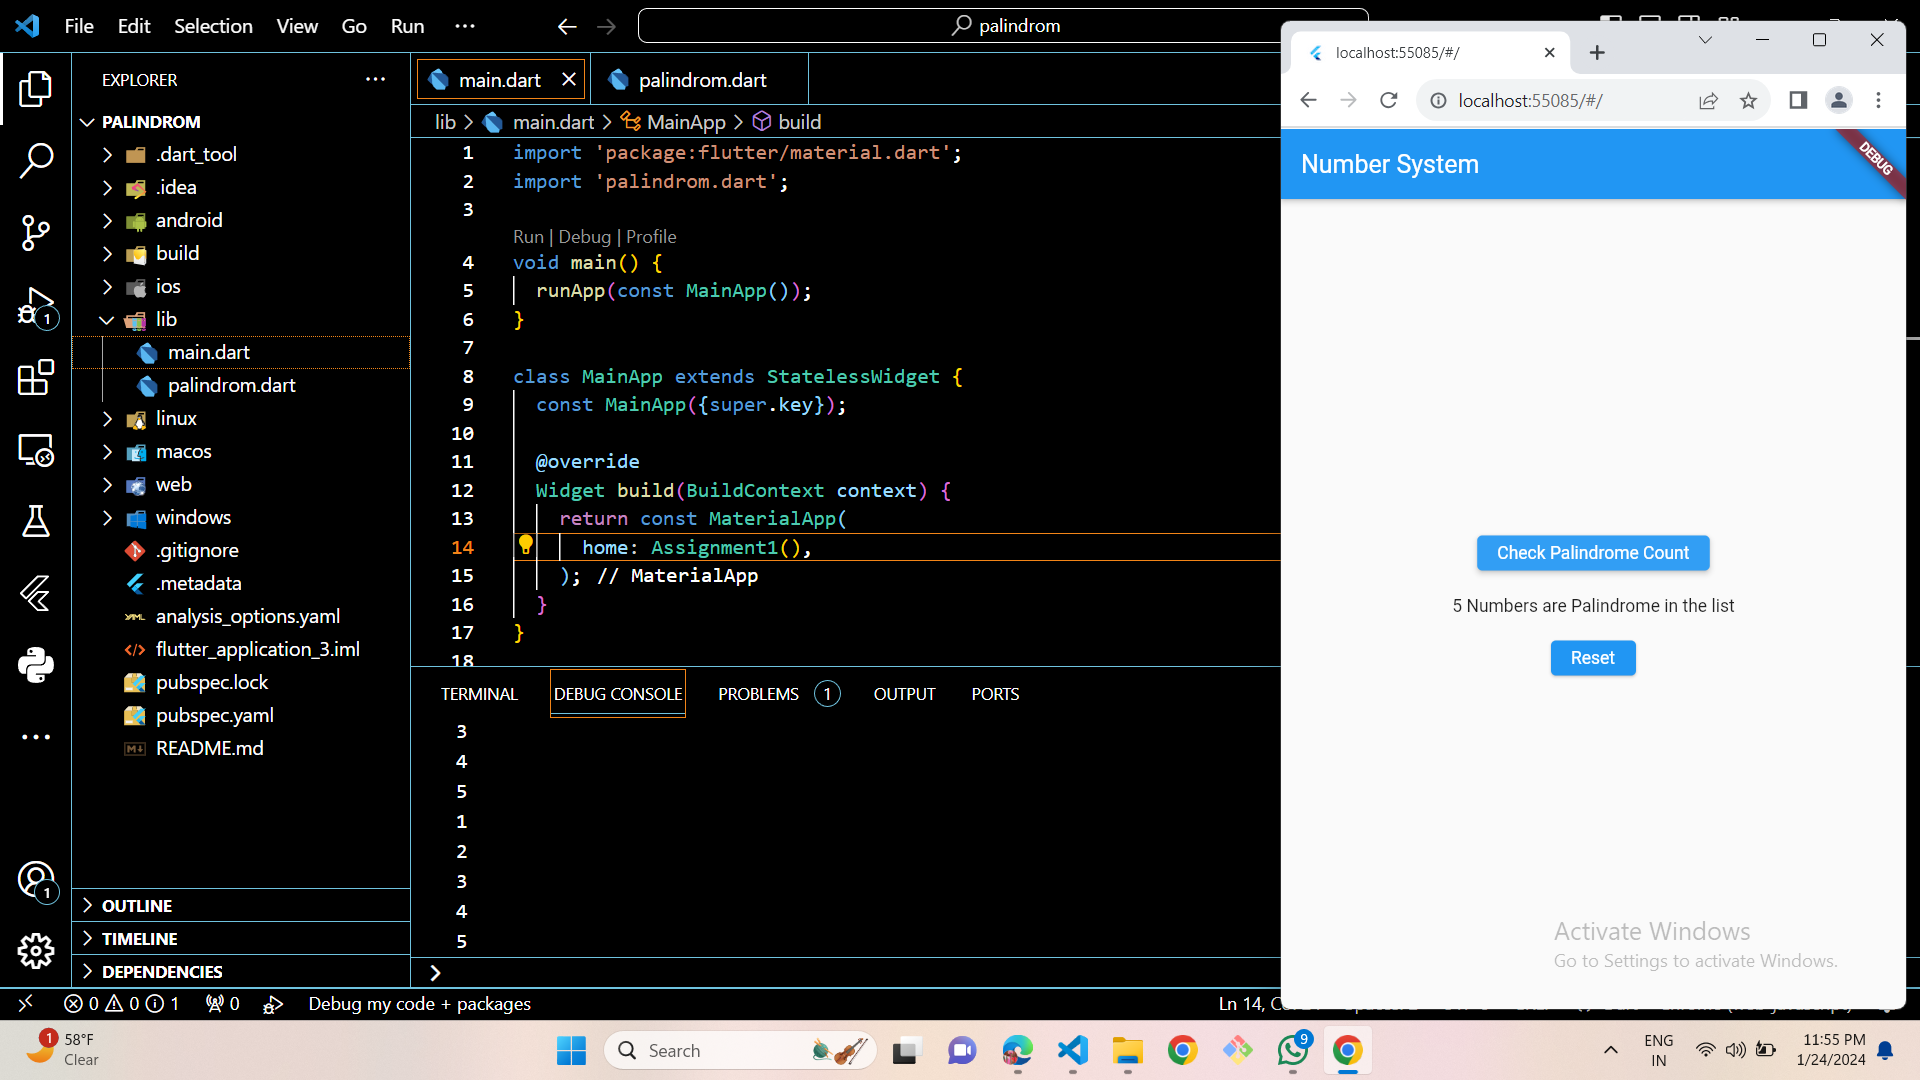 File Edit Selection View Go Run ···
palindrom
EXPLORER
PALINDROM
.dart_tool
.idea
android
build
ios
lib
main.dart
palindrom.dart
linux
macos
web
windows
.gitignore
.metadata
analysis_options.yaml
flutter_application_3.iml
pubspec.lock
pubspec.yaml
README.md
OUTLINE
TIMELINE
DEPENDENCIES
1
1
main.dart palindrom.dart
lib > main.dart > MainApp > build
1 import 'package:flutter/material.dart';
2 import 'palindrom.dart';
3
Run | Debug | Profile
4 void main() {
5 runApp(const MainApp());
6 }
7
8 class MainApp extends StatelessWidget {
9 const MainApp({super.key});
10
11 @override
12 Widget build(BuildContext context) {
13 return const MaterialApp(
14 home: Assignment1(),
15 ); // MaterialApp
16 }
17 }
18
TERMINAL DEBUG CONSOLE PROBLEMS 1 OUTPUT PORTS
3
4
5
1
2
3
4
5
0 0 1 0 Debug my code + packages
Ln 14,
localhost:55085/#/
localhost:55085/#/
Number System
DEBUG
Check Palindrome Count
5 Numbers are Palindrome in the list
Reset
Activate Windows
Go to Settings to activate Windows.
1
58°F
Clear
Search
9
ENG
IN
11:55 PM
1/24/2024